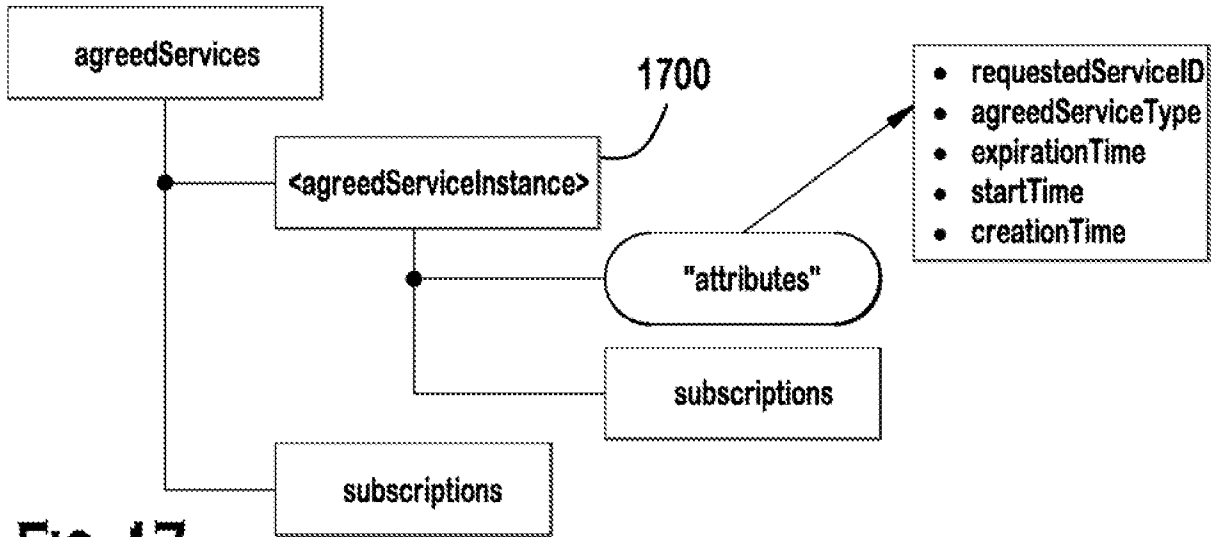 agreedServices
1700
<agreedServiceInstance>
• requestedServiceID
• agreedServiceType
• expirationTime
• startTime
• creationTime
"attributes"
subscriptions
subscriptions